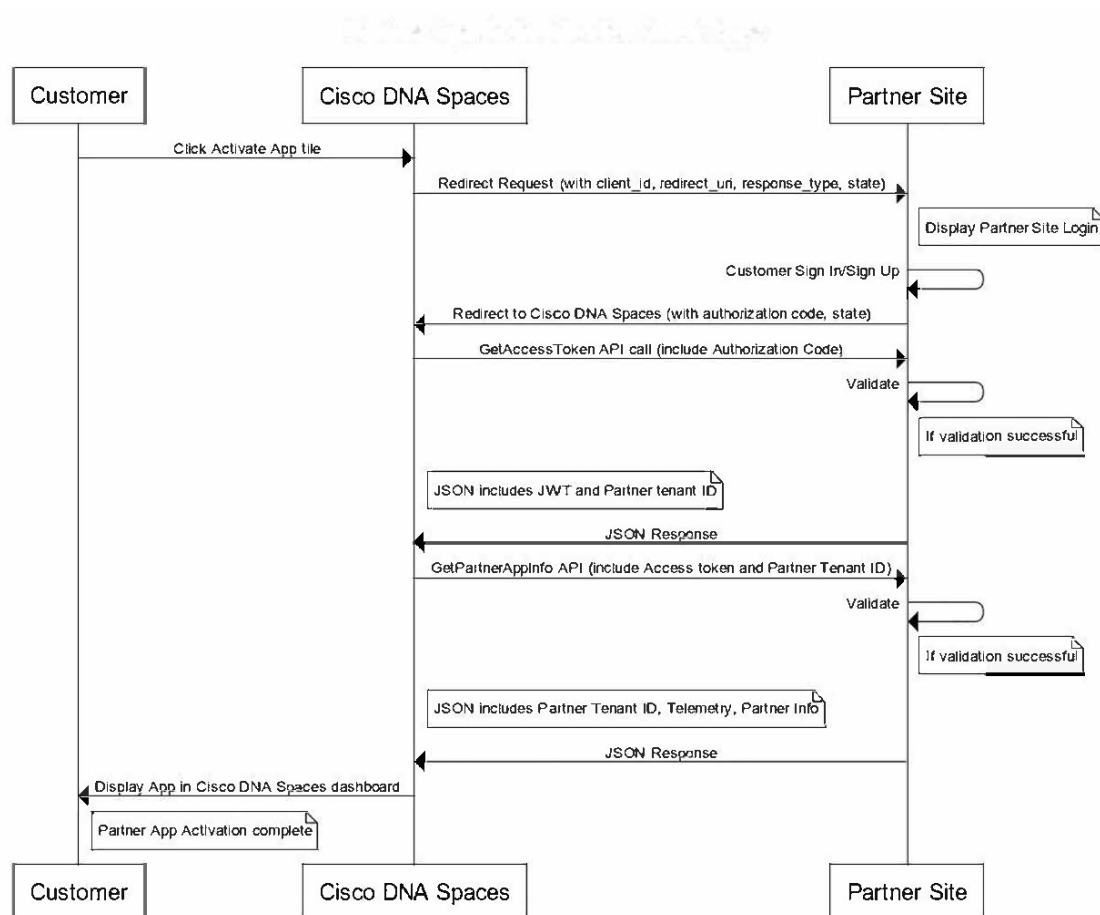 Customer
Cisco DNA Spaces
Partner Site
Click Activate App tile
Redirect Request (with client_id, redirect_uri, response_type, state)
Display Partner Site Login
Customer Sign In/Sign Up
Redirect to Cisco DNA Spaces (with authorization code, state)
GetAccessToken API call (include Authorization Code)
Validate
If validation successful
JSON includes JWT and Partner tenant ID
JSON Response
GetPartnerAppInfo API (include Access token and Partner Tenant ID)
Validate
If validation successful
JSON includes Partner Tenant ID, Telemetry, Partner Info
JSON Response
Display App in Cisco DNA Spaces dashboard
Partner App Activation complete
Customer
Cisco DNA Spaces
Partner Site